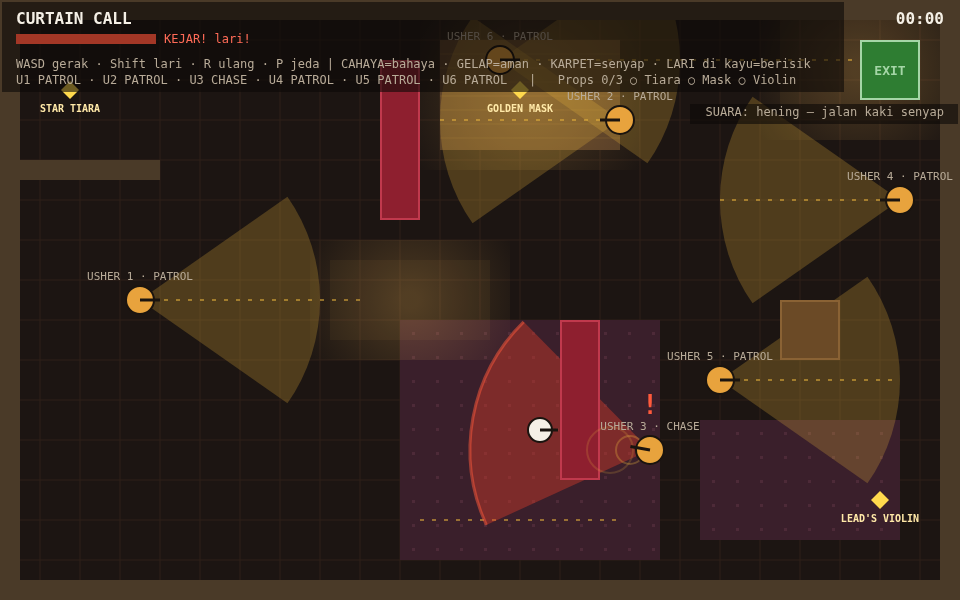 CURTAIN CALL
00:00
KEJAR! lari!
USHER 6 · PATROL
WASD gerak · Shift lari · R ulang · P jeda | CAHAYA=bahaya · GELAP=aman · KARPET=senyap · LARI di kayu=berisik
U1 PATROL · U2 PATROL · U3 CHASE · U4 PATROL · U5 PATROL · U6 PATROL | Props 0/3 ○ Tiara ○ Mask ○ Violin
EXIT
USHER 2 · PATROL
STAR TIARA
GOLDEN MASK
SUARA: hening — jalan kaki senyap
USHER 4 · PATROL
USHER 1 · PATROL
USHER 5 · PATROL
!
USHER 3 · CHASE
LEAD'S VIOLIN